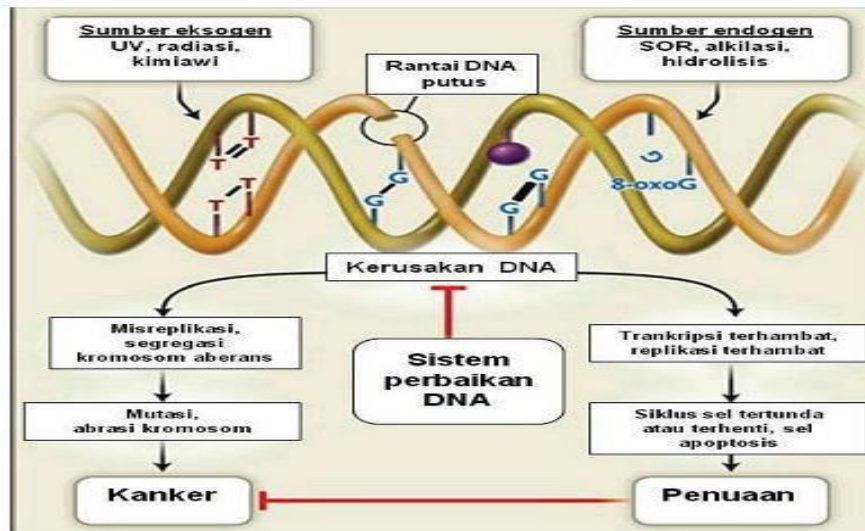 Sumber eksogen
UV, radiasi,
kimiawi
Sumber endogen
SOR, alkilasi,
hidrolisis
Rantai DNA
putus
T
T
T
T
G
G
G
G
G
8-oxoG
Kerusakan DNA
Misreplikasi,
segregasi
kromosom aberans
Mutasi,
abrasi kromosom
Kanker
Sistem
perbaikan
DNA
Trankripsi terhambat,
replikasi terhambat
Siklus sel tertunda
atau terhenti, sel
apoptosis
Penuaan